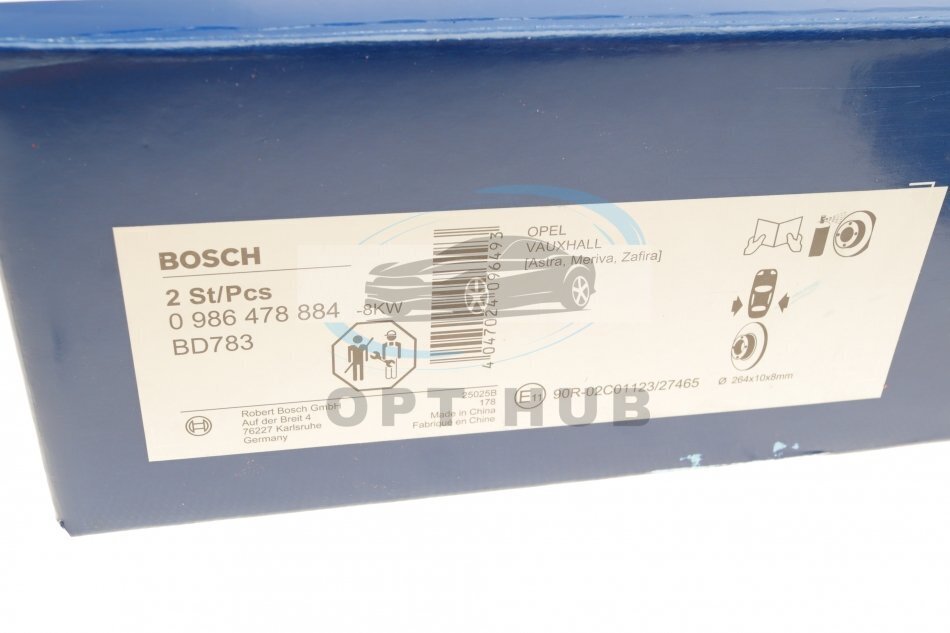 BOSCH
2 St/Pcs
0 986 478 884 -8KW
BD783
Robert Bosch GmbH
Auf der Breit 4
76227 Karlsruhe
Germany
25025B
178
Made in China
Fabriqué en Chine
4 047024 096493
OPEL
VAUXHALL
[Astra, Meriva, Zafira]
E11 90R-02C01123/27465
Ø 264x10x8mm
OPT HUB